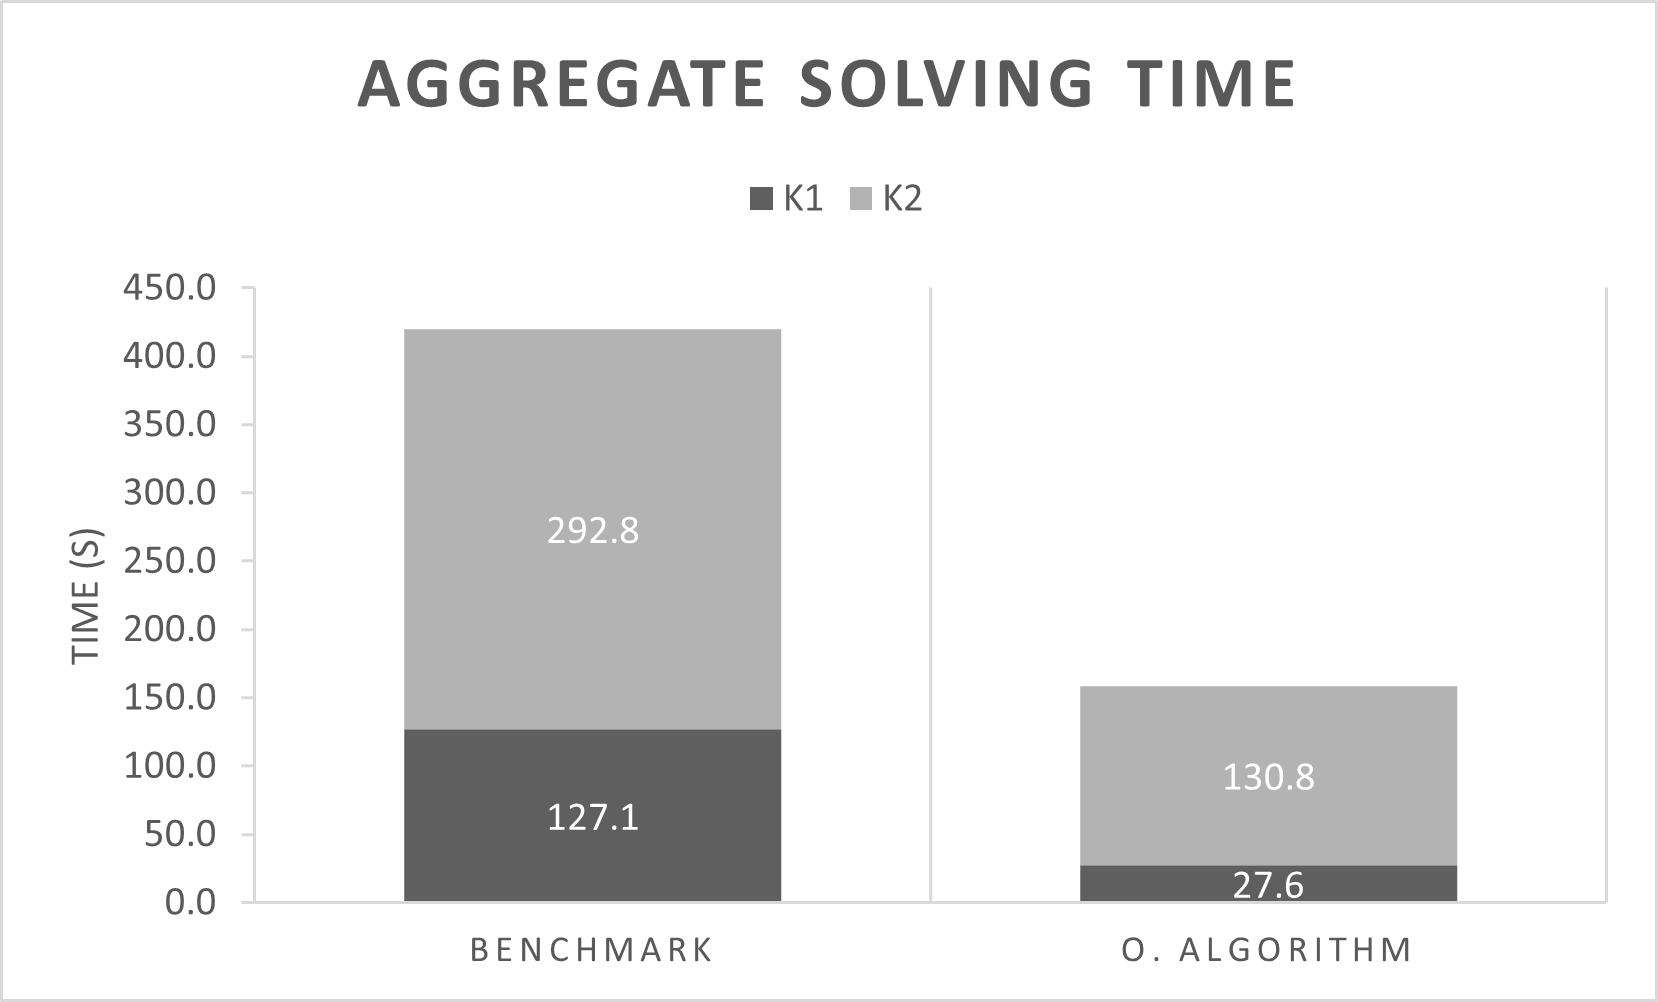 AGGREGATE SOLVING TIME
K1 K2
450.0
400.0
350.0
300.0
250.0
200.0
150.0
100.0
50.0
0.0
TIME (S)
292.8
127.1
130.8
27.6
BENCHMARK
O. ALGORITHM